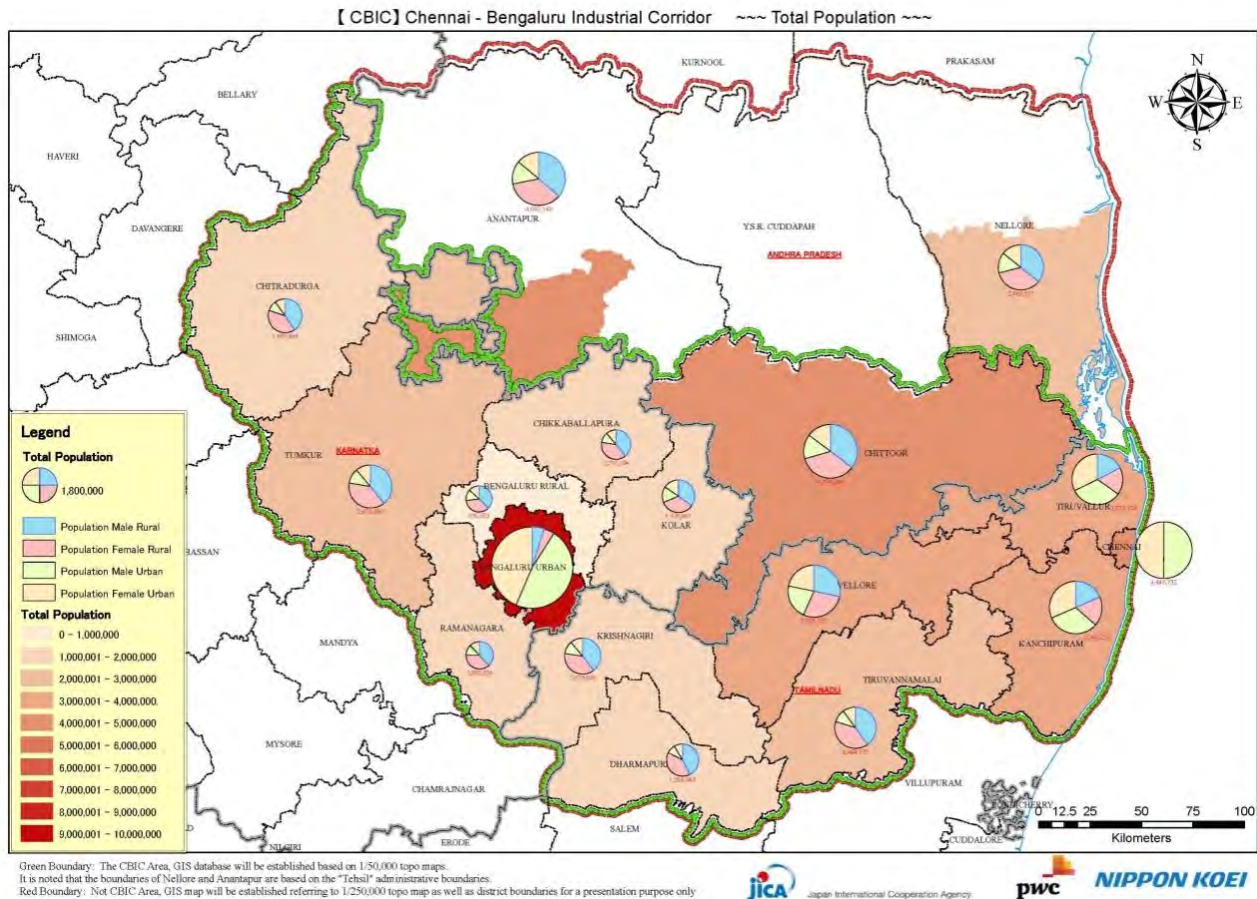 【 CBIC】 Chennai - Bengaluru Industrial Corridor ~~~ Total Population ~~~
KURNOOL
PRAKASAM
BELLARY
N
W E
S
HAVERI
DAVANGERE
ANANTAPUR
Y.S.R. CUDDAPAH
NELLORE
ANDHRA PRADESH
CHITRADURGA
SHIMOGA
CHIKKABALLAPURA
CHITTOOR
TUMKUR
KARNATKA
BENGALURU RURAL
KOLAR
TIRUVALLUR
CHENNAI
URBAN
VELLORE
RAMANAGARA
KRISHNAGIRI
KANCHIPURAM
MANDYA
TAMILNADU
TIRUVANNAMALAI
MYSORE
DHARMAPURI
CHAMRAJNAGAR
VILLUPURAM
SALEM
ERODE
NILGIRI
CUDDALORE
Legend
Total Population
1,800,000
Population Male Rural
Population Female Rural
Population Male Urban
Population Female Urban
Total Population
0 - 1,000,000
1,000,001 - 2,000,000
2,000,001 - 3,000,000
3,000,001 - 4,000,000
4,000,001 - 5,000,000
5,000,001 - 6,000,000
6,000,001 - 7,000,000
7,000,001 - 8,000,000
8,000,001 - 9,000,000
9,000,001 - 10,000,000
0 12.5 25 50 75 100
Kilometers
Green Boundary: The CBIC Area, GIS database will be established based on 1/50,000 topo maps.
It is noted that the boundaries of Nellore and Anantapur are based on the "Tehsil" administrative boundaries.
Red Boundary: Not CBIC Area, GIS map will be established referring to 1/250,000 topo map as well as district boundaries for a presentation purpose only
JICA
Japan International Cooperation Agency
pwc
NIPPON KOEI